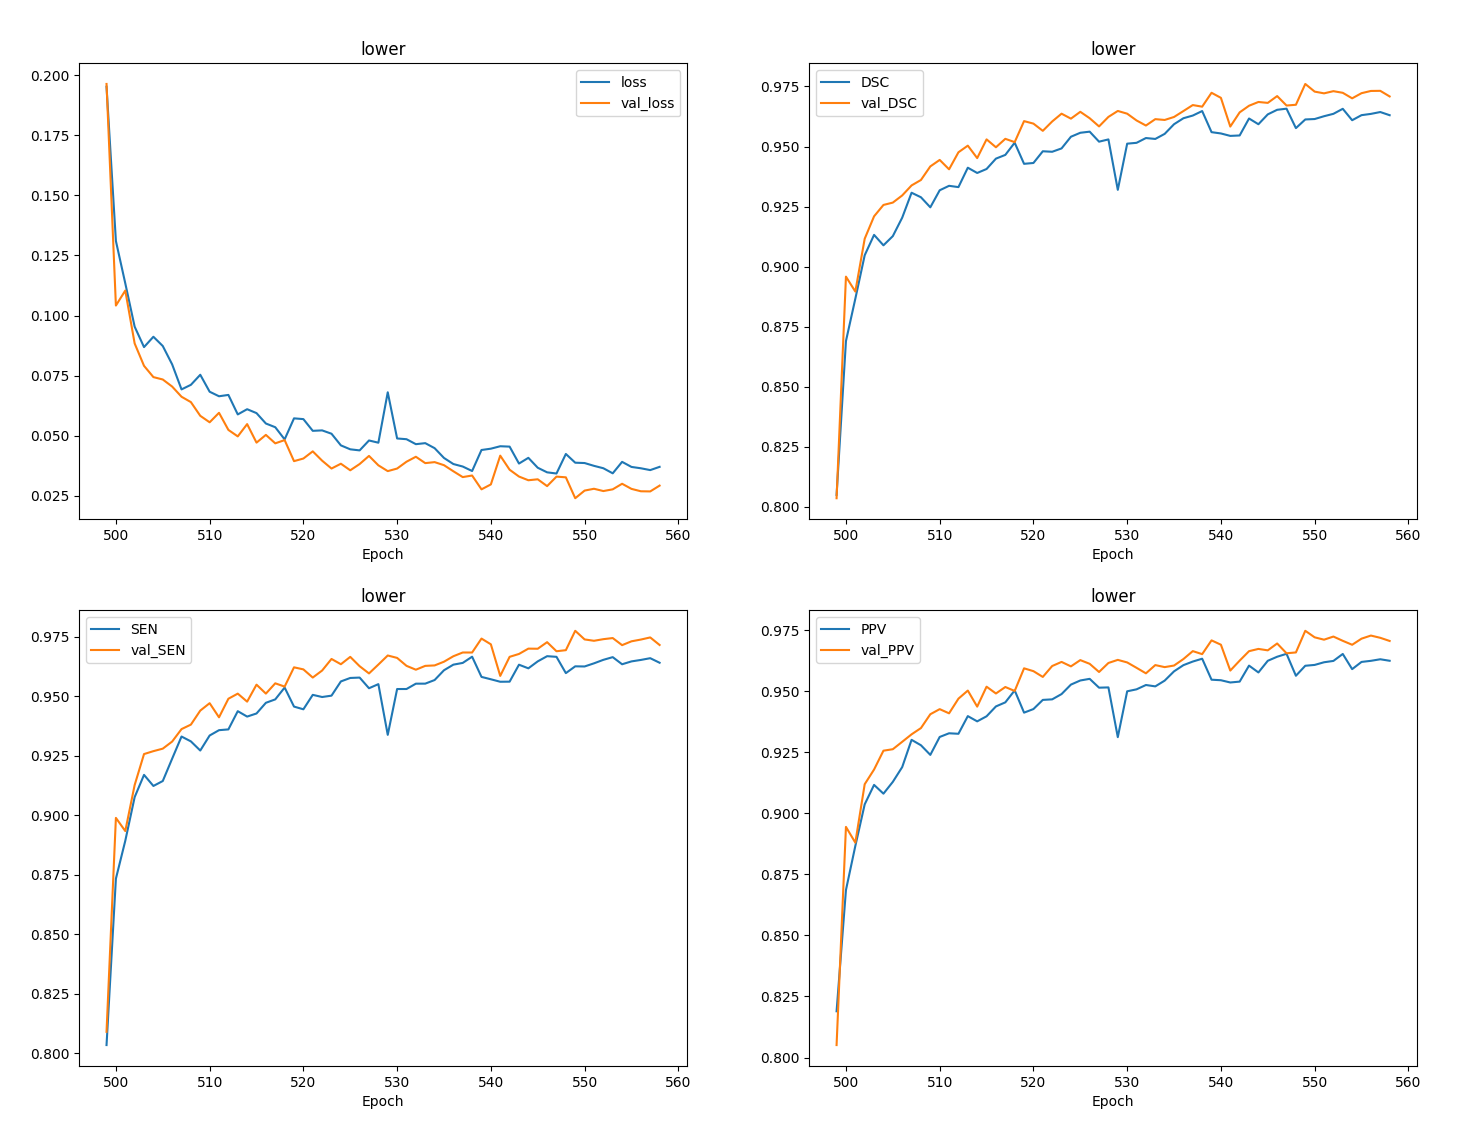 lower
loss
val_loss
0.200
0.175
0.150
0.125
0.100
0.075
0.050
0.025
500 510 520 530 540 550 560
Epoch
lower
DSC
val_DSC
0.975
0.950
0.925
0.900
0.875
0.850
0.825
0.800
500 510 520 530 540 550 560
Epoch
lower
SEN
val_SEN
0.975
0.950
0.925
0.900
0.875
0.850
0.825
0.800
500 510 520 530 540 550 560
Epoch
lower
PPV
val_PPV
0.975
0.950
0.925
0.900
0.875
0.850
0.825
0.800
500 510 520 530 540 550 560
Epoch